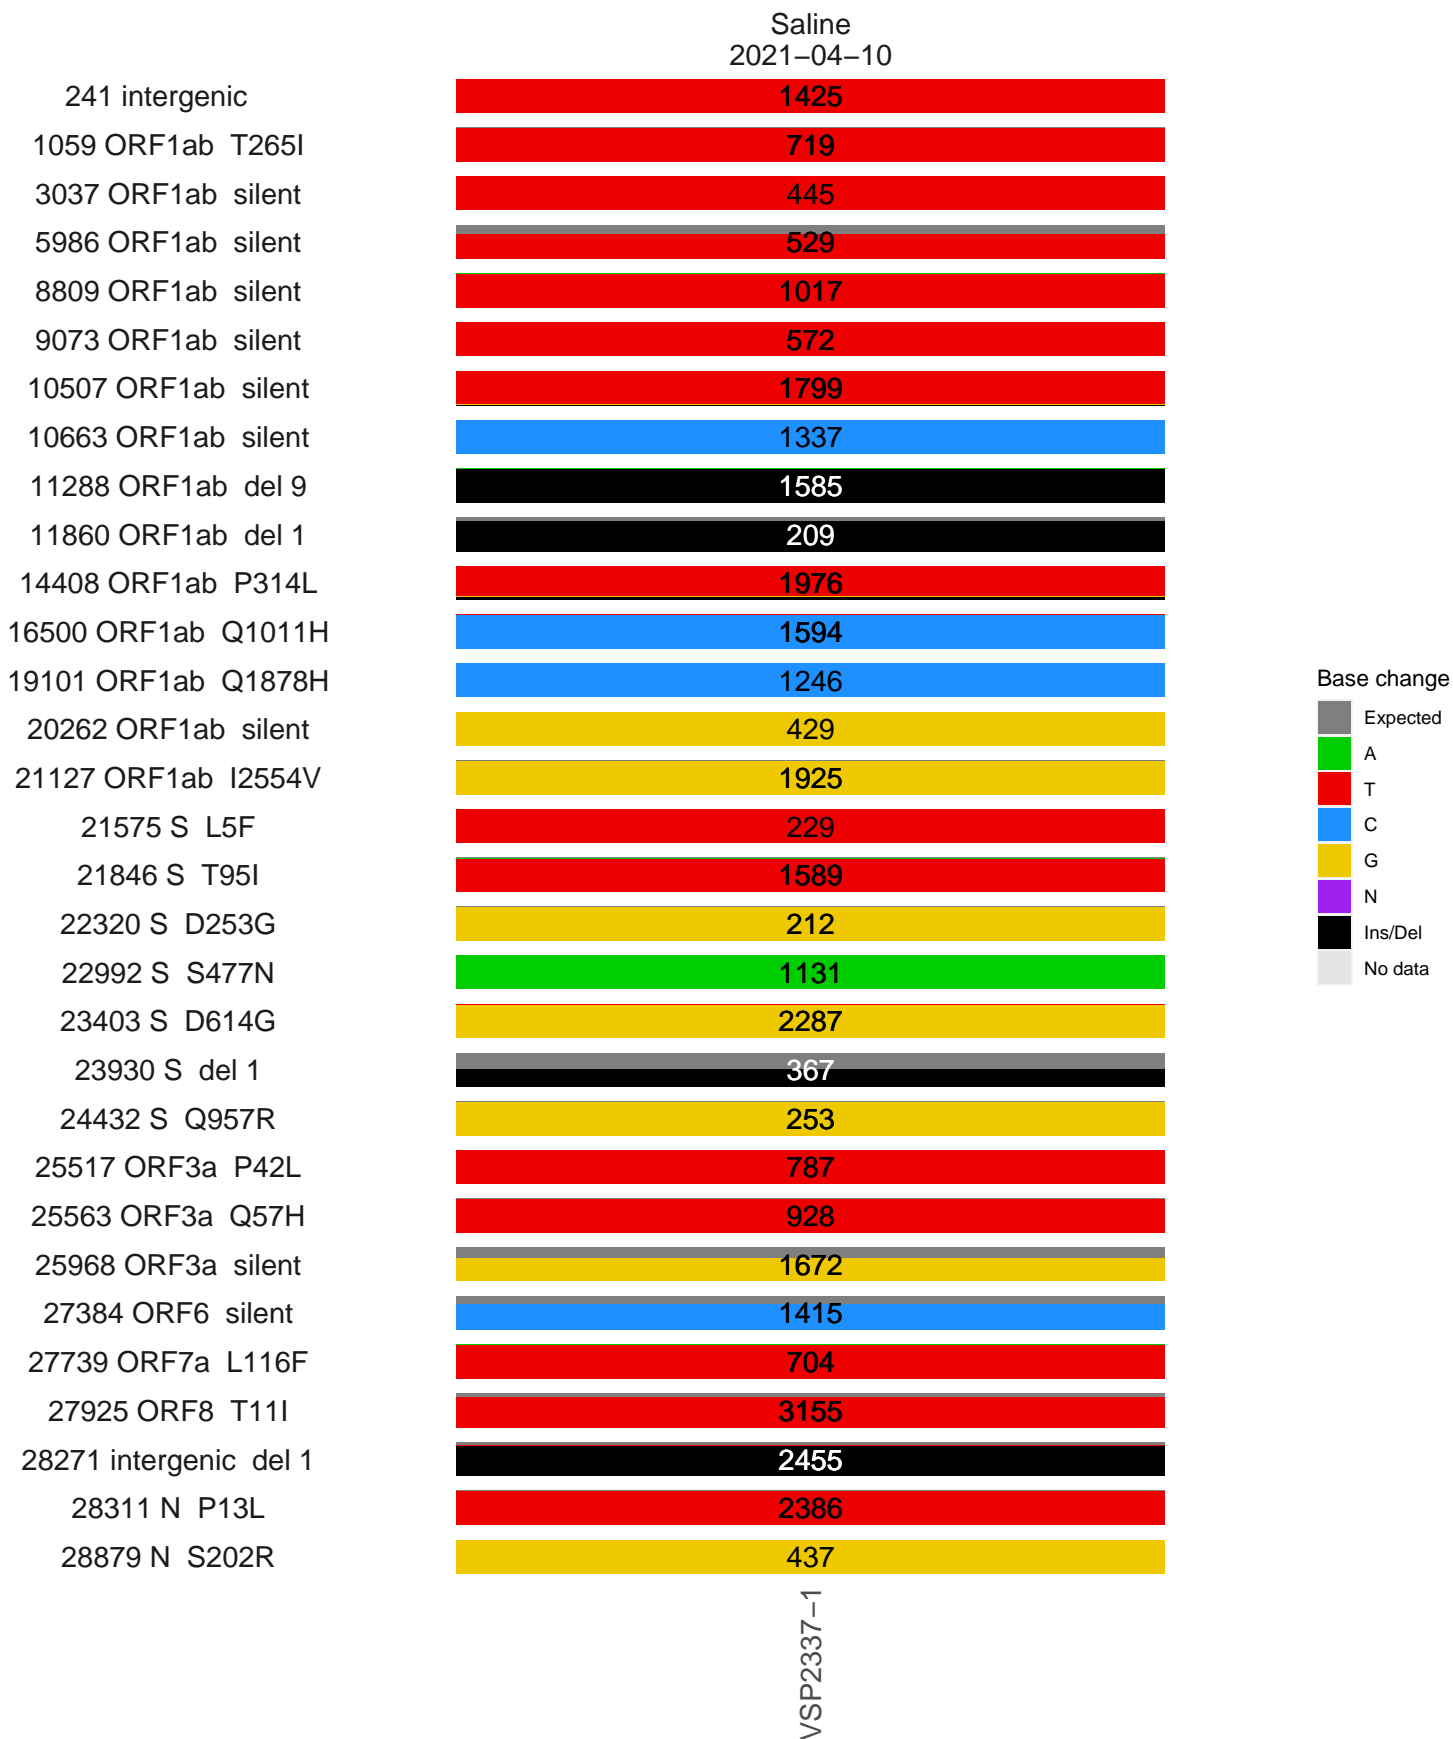 Saline
2021−04−10
241 intergenic 1425
1059 ORF1ab T265I 719
3037 ORF1ab silent 445
5986 ORF1ab silent 529
8809 ORF1ab silent 1017
9073 ORF1ab silent 572
10507 ORF1ab silent 1799
10663 ORF1ab silent 1337
11288 ORF1ab del 9 1585
11860 ORF1ab del 1 209
14408 ORF1ab P314L 1976
16500 ORF1ab Q1011H 1594
19101 ORF1ab Q1878H 1246
20262 ORF1ab silent 429
21127 ORF1ab I2554V 1925
21575 S L5F 229
21846 S T95I 1589
22320 S D253G 212
22992 S S477N 1131
23403 S D614G 2287
23930 S del 1 367
24432 S Q957R 253
25517 ORF3a P42L 787
25563 ORF3a Q57H 928
25968 ORF3a silent 1672
27384 ORF6 silent 1415
27739 ORF7a L116F 704
27925 ORF8 T11I 3155
28271 intergenic del 1 2455
28311 N P13L 2386
28879 N S202R 437
VSP2337−1
Base change
Expected
A
T
C
G
N
Ins/Del
No data